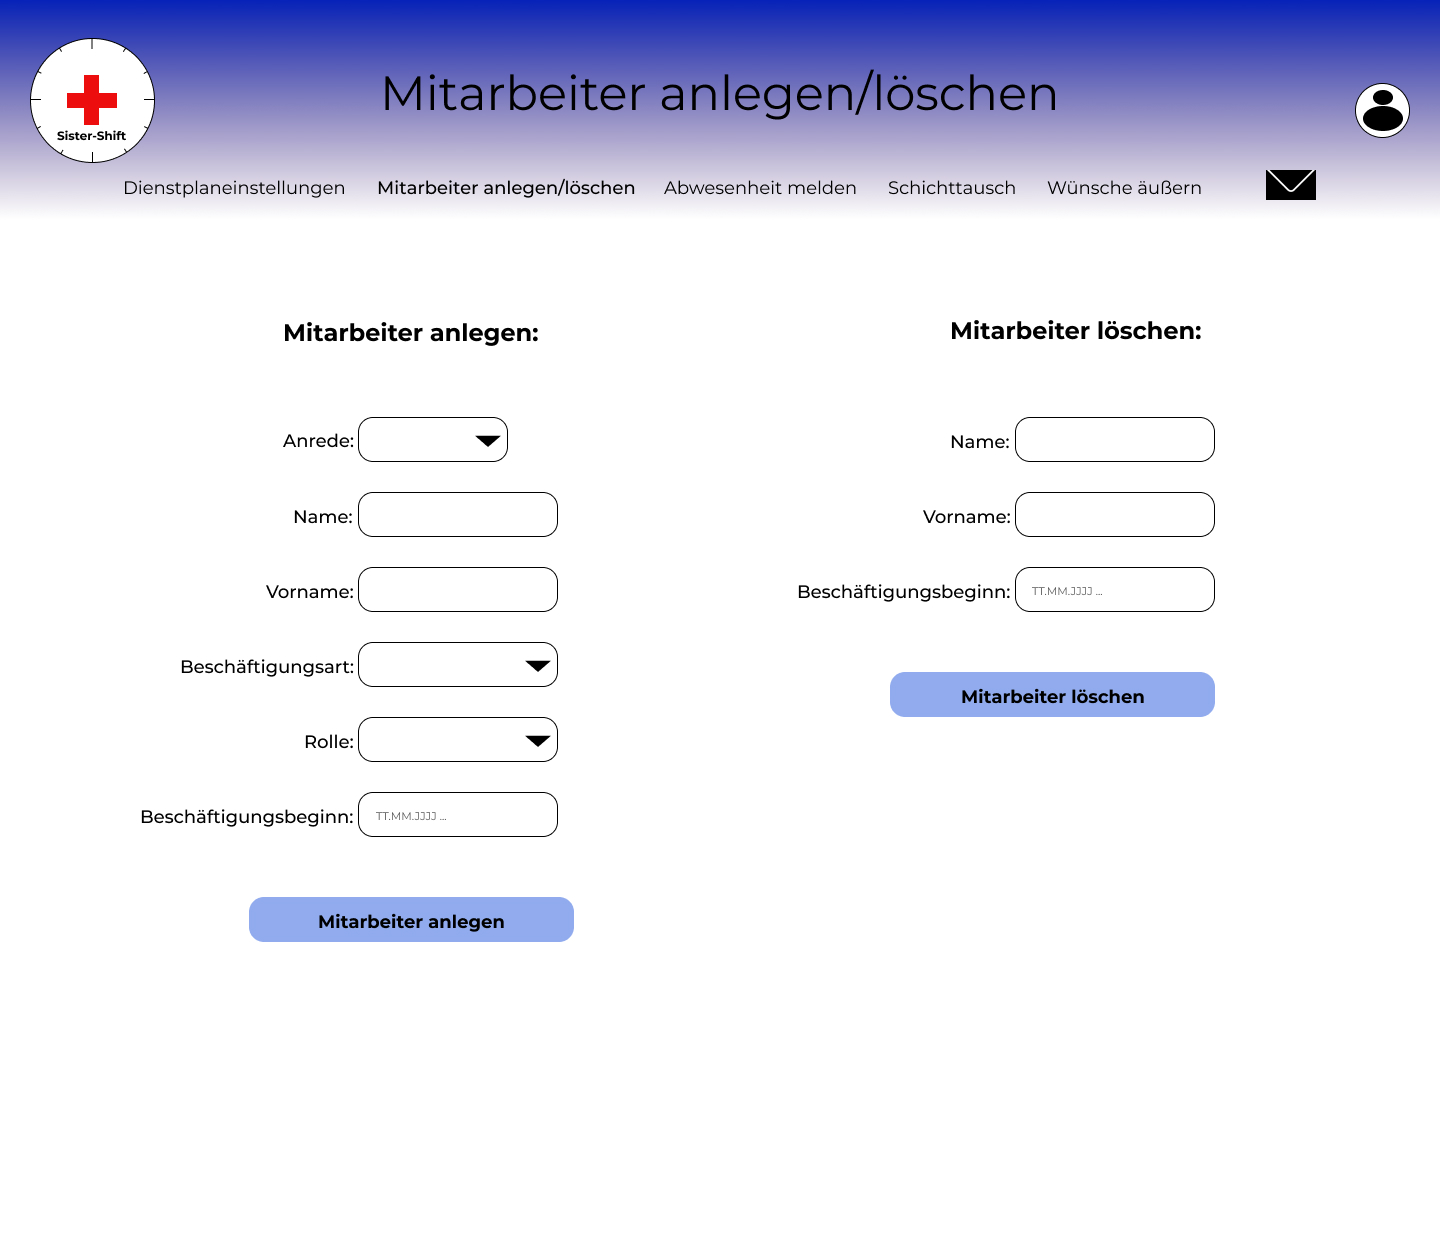 Mitarbeiter anlegen/löschen
Sister-Shift
Dienstplaneinstellungen Mitarbeiter anlegen/löschen Abwesenheit melden Schichttausch Wünsche äußern
Mitarbeiter anlegen:
Anrede:
Name:
Vorname:
Beschäftigungsart:
Rolle:
Beschäftigungsbeginn: TT.MM.JJJJ ...
Mitarbeiter anlegen
Mitarbeiter löschen:
Name:
Vorname:
Beschäftigungsbeginn: TT.MM.JJJJ ...
Mitarbeiter löschen